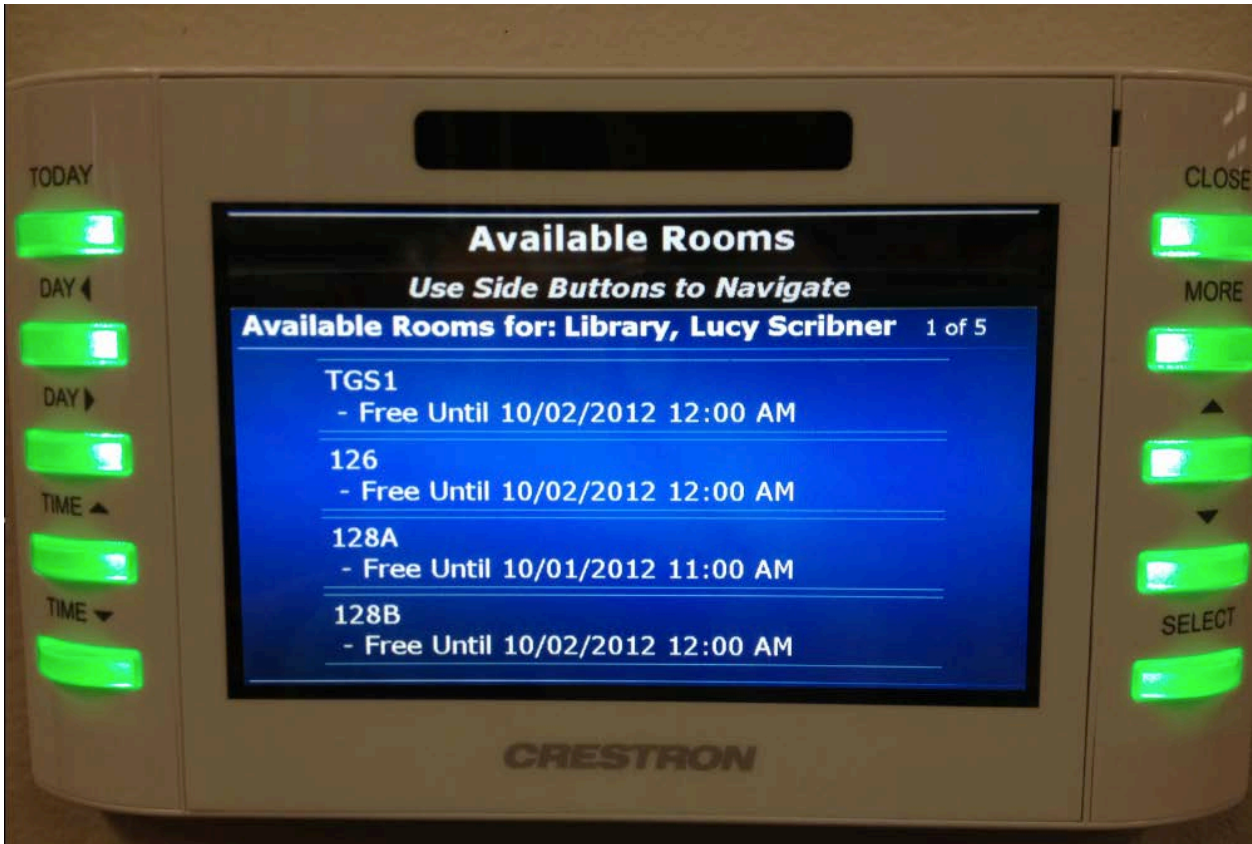 TODAY
DAY ◀
DAY ▶
TIME ▲
TIME ▼
Available Rooms
Use Side Buttons to Navigate
Available Rooms for: Library, Lucy Scribner 1 of 5
TGS1
- Free Until 10/02/2012 12:00 AM
126
- Free Until 10/02/2012 12:00 AM
128A
- Free Until 10/01/2012 11:00 AM
128B
- Free Until 10/02/2012 12:00 AM
CRESTRON
CLOSE
MORE
▲
▼
SELECT